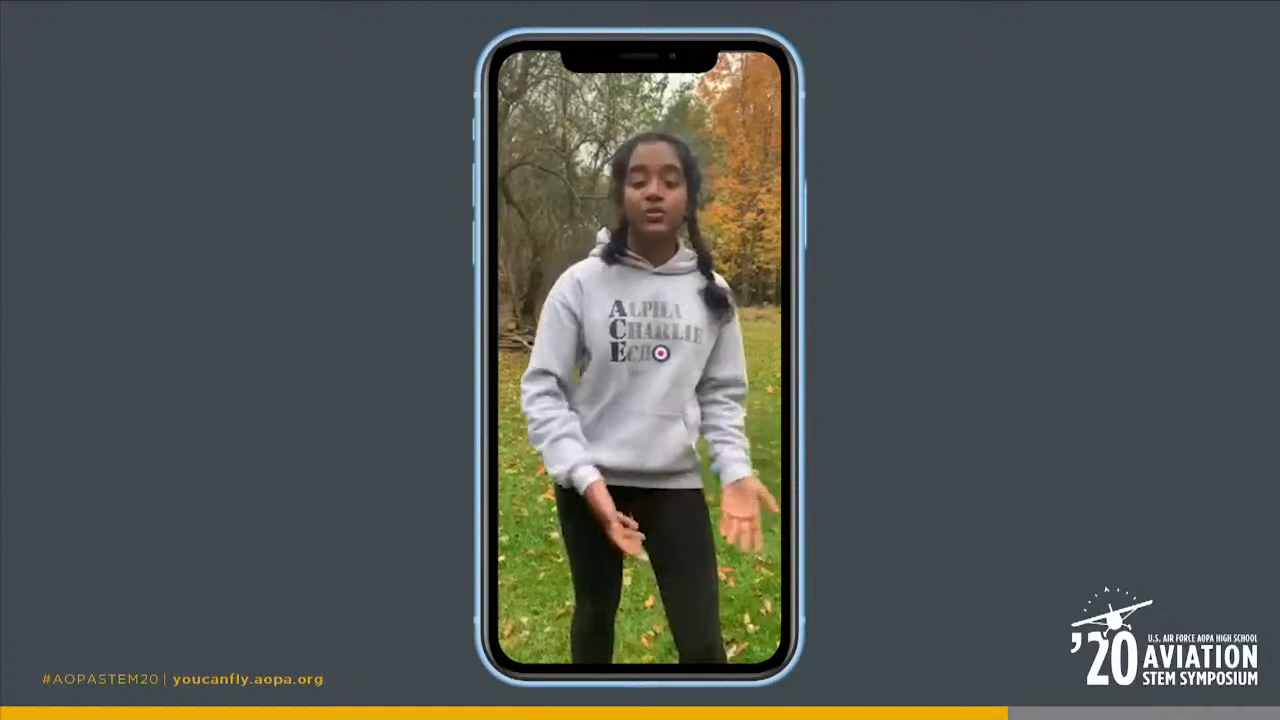 ALPHA
CHARLIE
ECHO
#AOPASTEM20 | youcanfly.aopa.org
'20 U.S. AIR FORCE AOPA HIGH SCHOOL
AVIATION
STEM SYMPOSIUM